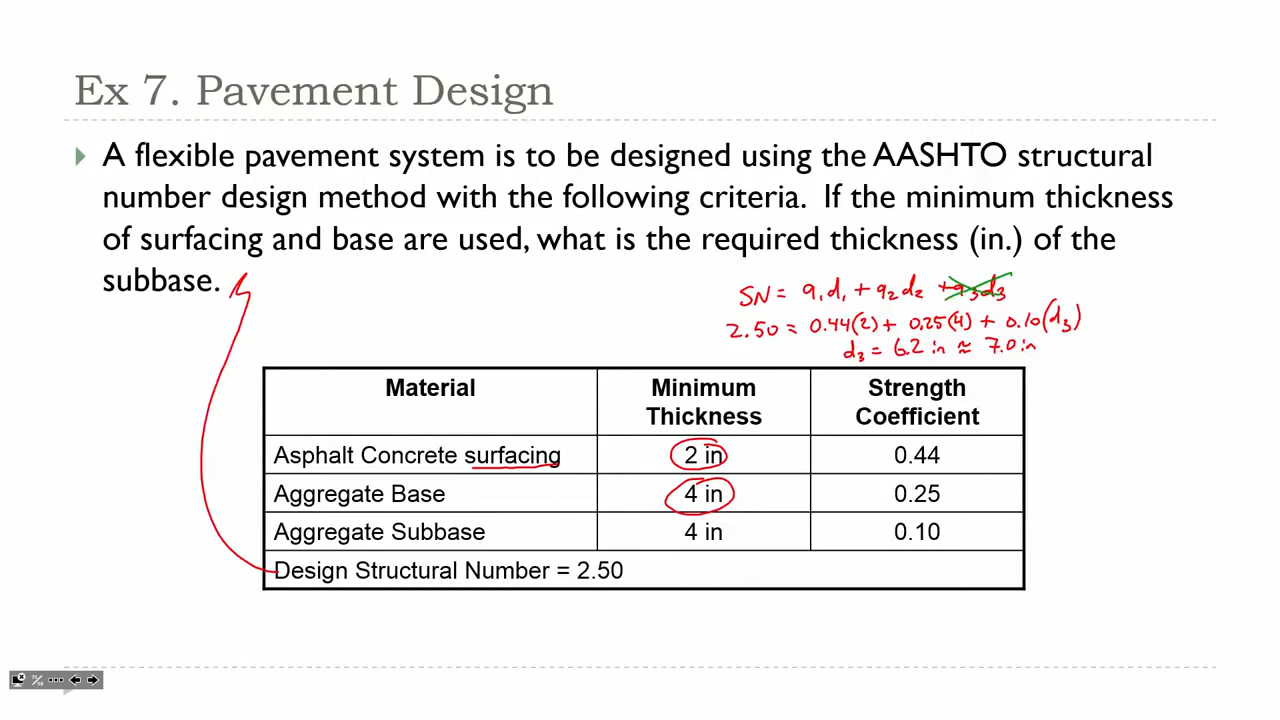 Ex 7. Pavement Design
A flexible pavement system is to be designed using the AASHTO structural
number design method with the following criteria. If the minimum thickness
of surfacing and base are used, what is the required thickness (in.) of the
subbase.
SN = a₁d₁ + a₂d₂ + a₃d₃
2.50 = 0.44(2) + 0.25(4) + 0.10(d₃)
d₃ = 6.2 in ≈ 7.0 in
Material Minimum Thickness Strength Coefficient
Asphalt Concrete surfacing 2 in 0.44
Aggregate Base 4 in 0.25
Aggregate Subbase 4 in 0.10
Design Structural Number = 2.50